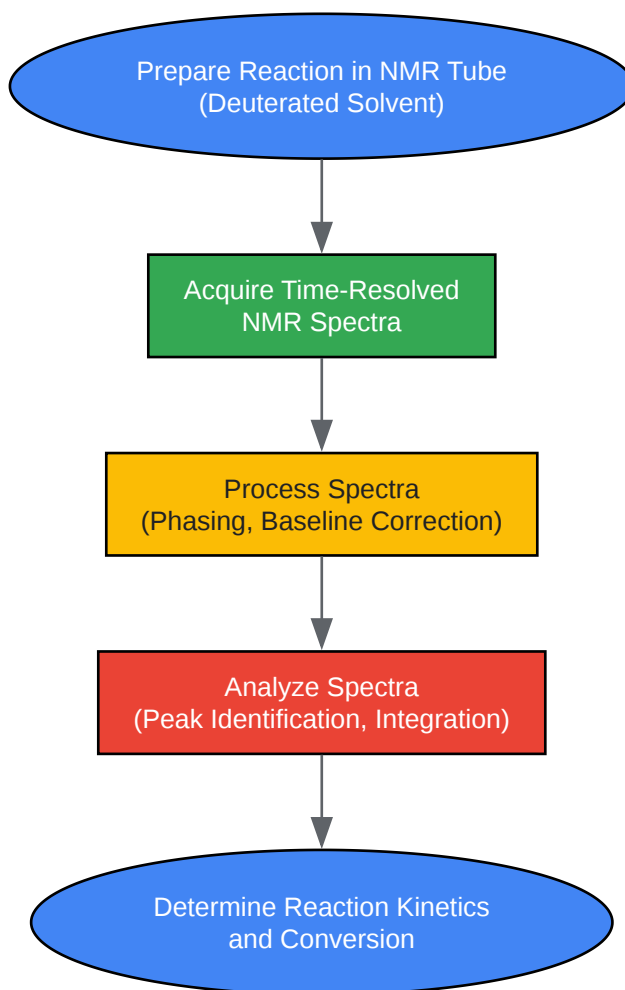 Prepare Reaction in NMR Tube
(Deuterated Solvent)
Acquire Time-Resolved
NMR Spectra
Process Spectra
(Phasing, Baseline Correction)
Analyze Spectra
(Peak Identification, Integration)
Determine Reaction Kinetics
and Conversion